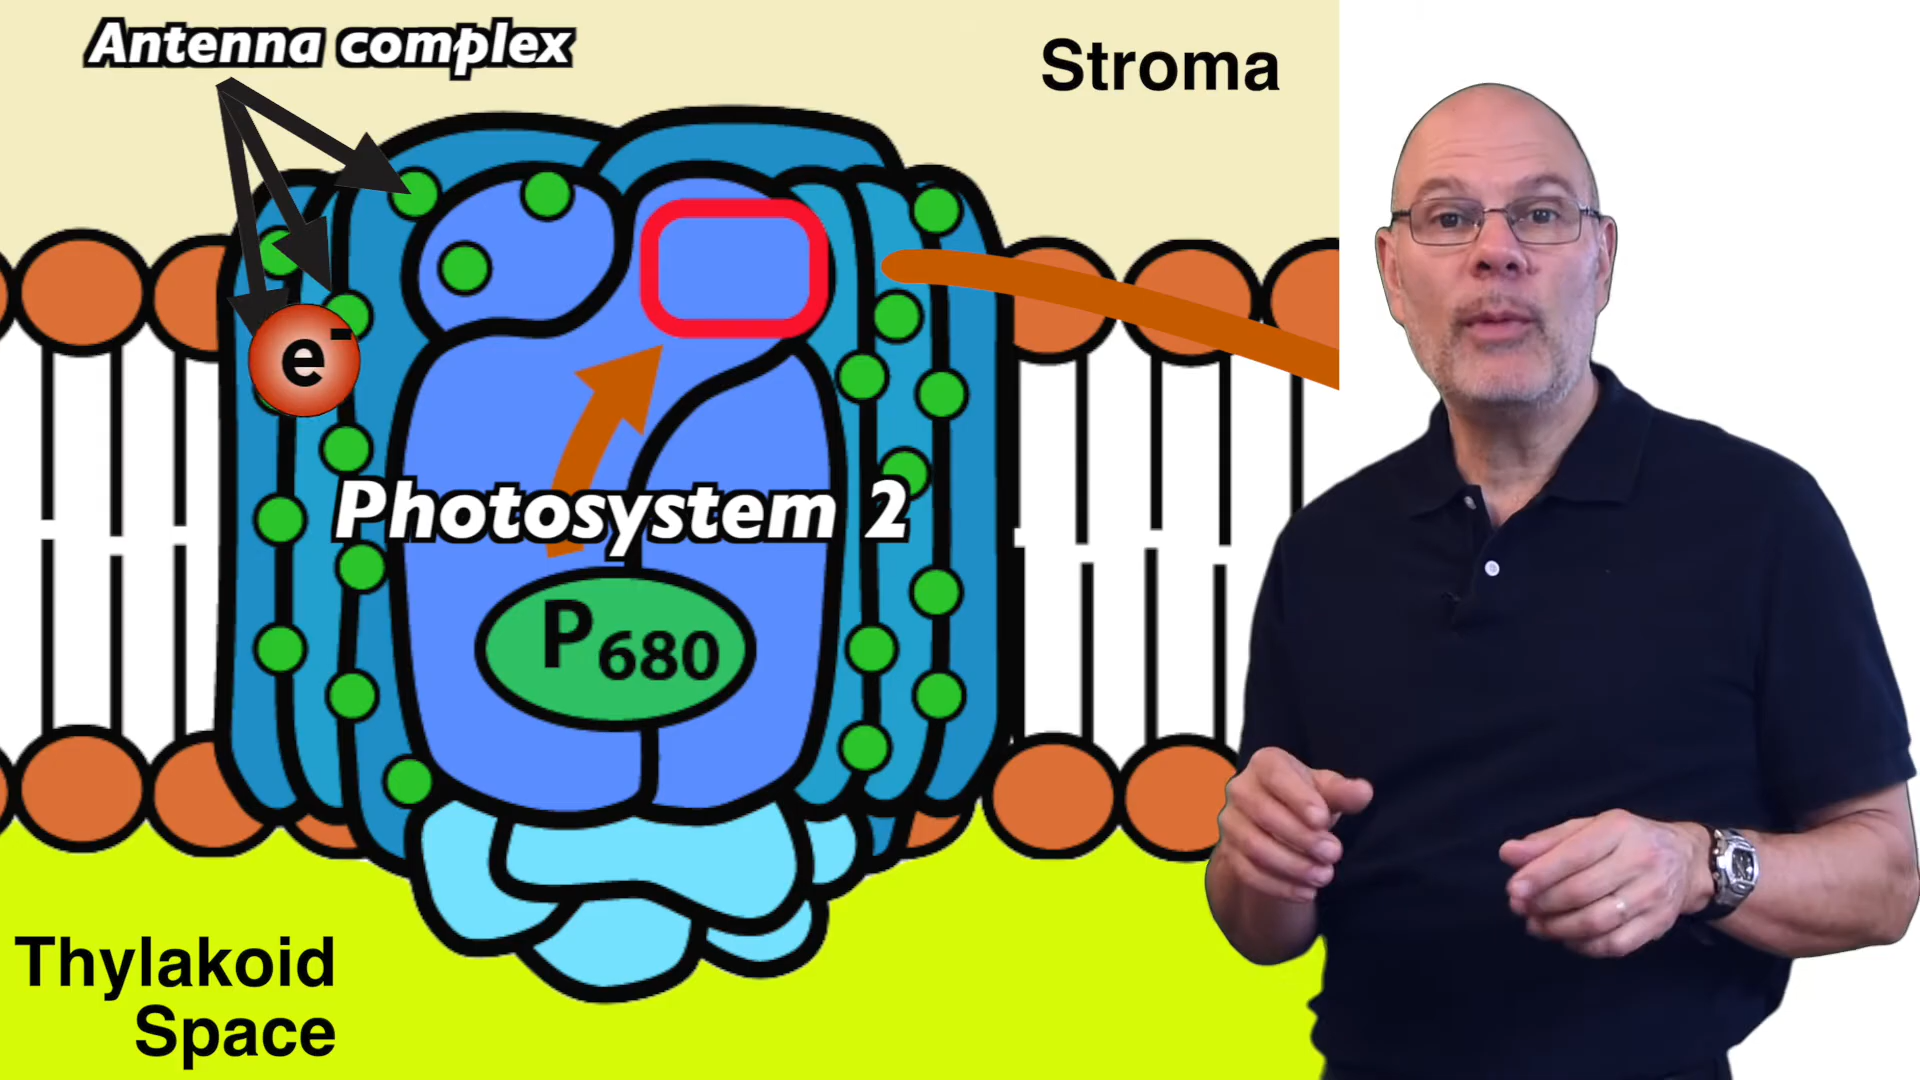 Antenna complex
Stroma
e-
Photosystem 2
P680
Thylakoid
Space